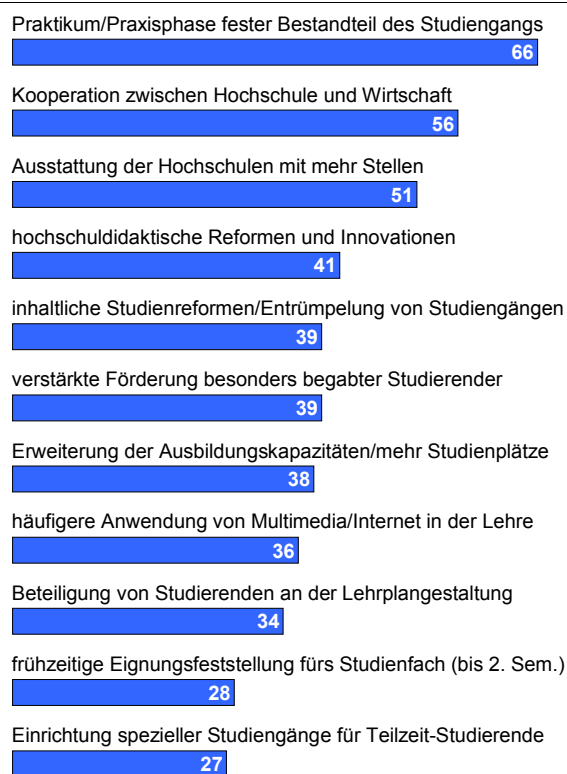 Praktikum/Praxisphase fester Bestandteil des Studiengangs
66
Kooperation zwischen Hochschule und Wirtschaft
56
Ausstattung der Hochschulen mit mehr Stellen
51
hochschuldidaktische Reformen und Innovationen
41
inhaltliche Studienreformen/Entrümpelung von Studiengängen
39
verstärkte Förderung besonders begabter Studierender
39
Erweiterung der Ausbildungskapazitäten/mehr Studienplätze
38
häufigere Anwendung von Multimedia/Internet in der Lehre
36
Beteiligung von Studierenden an der Lehrplangestaltung
34
frühzeitige Eignungsfeststellung fürs Studienfach (bis 2. Sem.)
28
Einrichtung spezieller Studiengänge für Teilzeit-Studierende
27